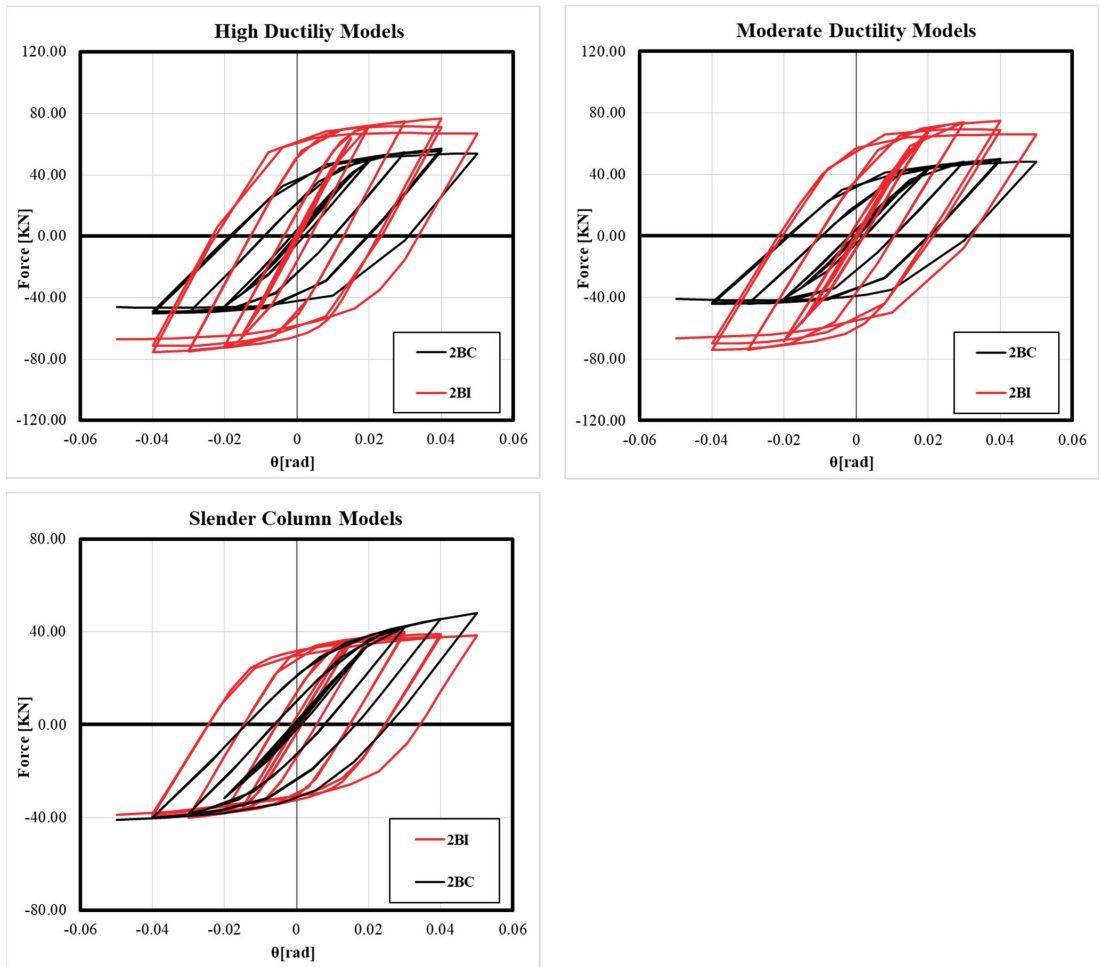 High Ductiliy Models
120.00
80.00
40.00
0.00
-40.00
-80.00
-120.00
Force [KN]
-0.06 -0.04 -0.02 0 0.02 0.04 0.06
θ[rad]
2BC
2BI
Moderate Ductility Models
120.00
80.00
40.00
0.00
-40.00
-80.00
-120.00
Force [KN]
-0.06 -0.04 -0.02 0 0.02 0.04 0.06
θ[rad]
2BC
2BI
Slender Column Models
80.00
40.00
0.00
-40.00
-80.00
Force [KN]
-0.06 -0.04 -0.02 0 0.02 0.04 0.06
θ[rad]
2BI
2BC